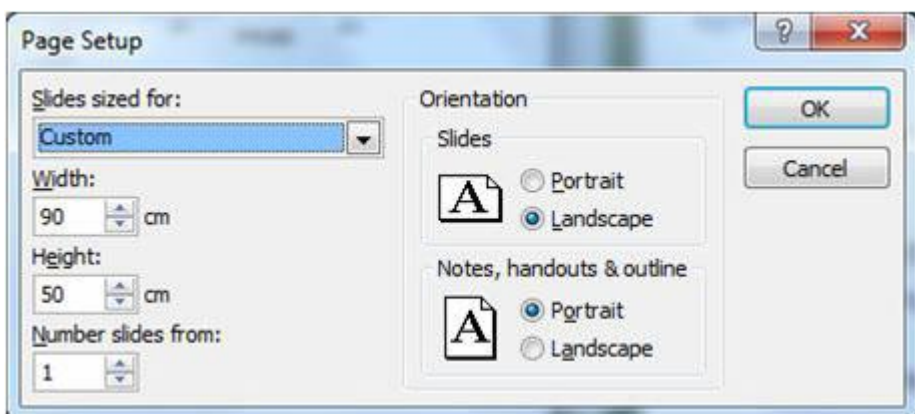 Page Setup
Slides sized for:
Custom
Width:
90 cm
Height:
50 cm
Number slides from:
1
Orientation
Slides
A
Portrait
Landscape
Notes, handouts & outline
A
Portrait
Landscape
?
X
OK
Cancel